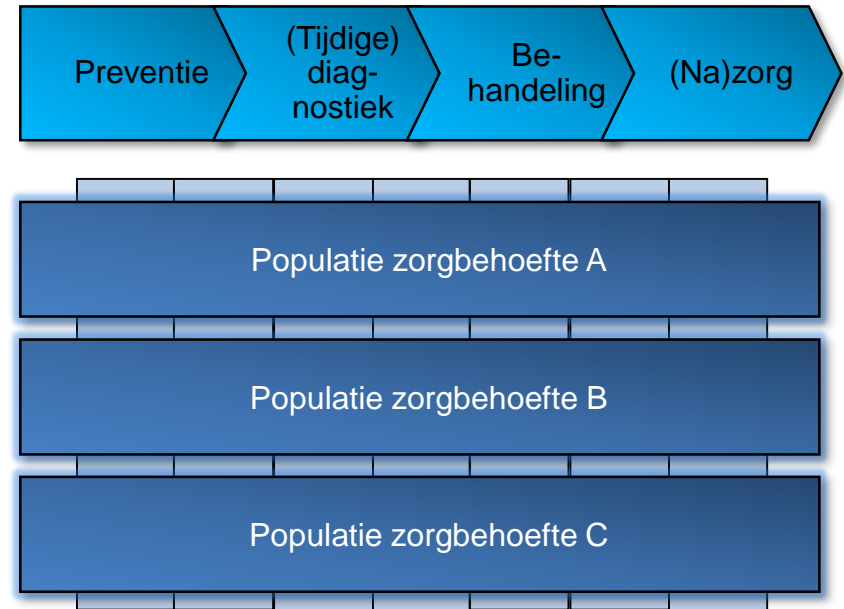 Preventie
(Tijdige)
diag-
nostiek
Be-
handeling
(Na)zorg
Populatie zorgbehoefte A
Populatie zorgbehoefte B
Populatie zorgbehoefte C